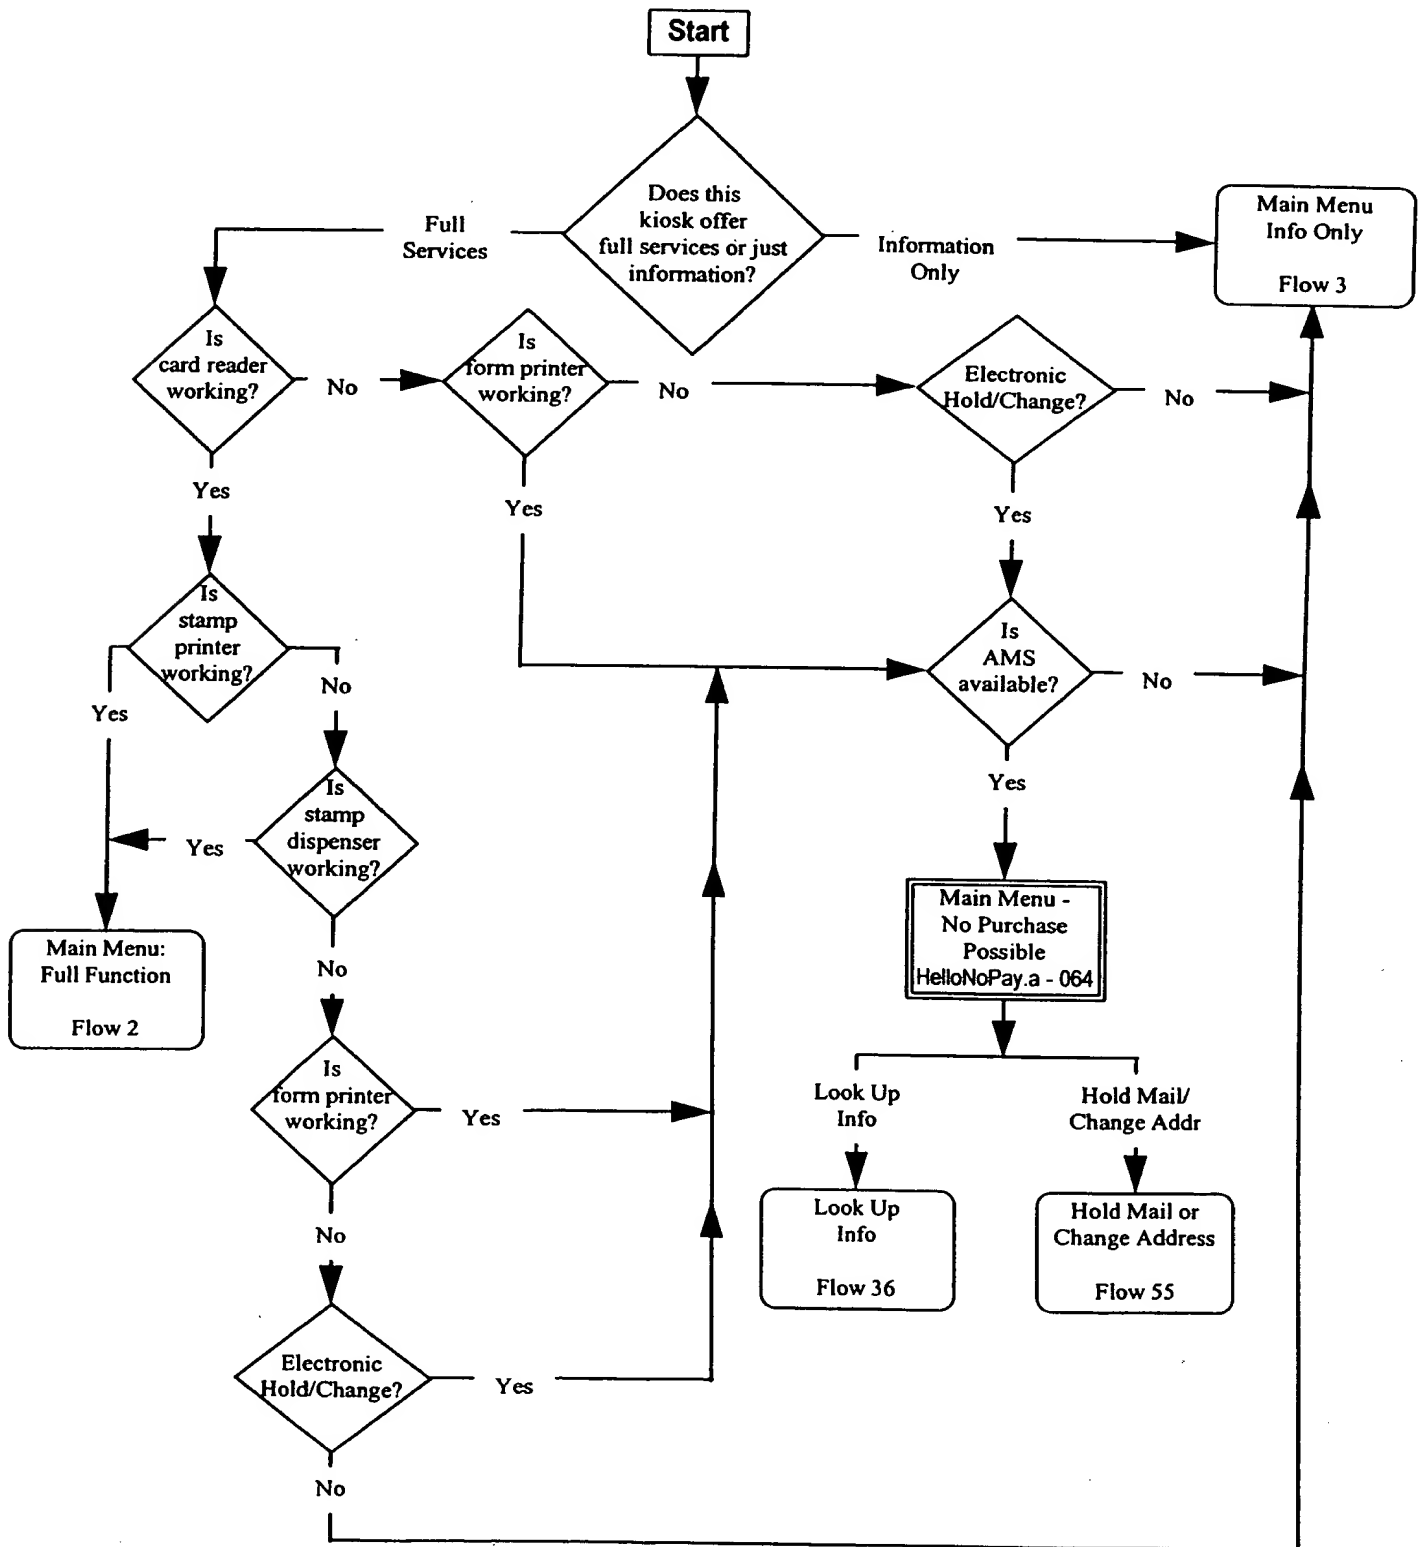 Start
Does this
kiosk offer
full services or just
information?
Full
Services
Information
Only
Main Menu
Info Only
Flow 3
Is
card reader
working?
No
Is
form printer
working?
No
Electronic
Hold/Change?
No
Yes
Yes
Yes
Is
stamp
printer
working?
Yes
No
Is
AMS
available?
No
Yes
Is
stamp
dispenser
working?
Yes
No
Main Menu:
Full Function
Flow 2
Main Menu -
No Purchase
Possible
HelloNoPay.a - 064
Is
form printer
working?
Yes
No
Look Up
Info
Hold Mail/
Change Addr
Look Up
Info
Flow 36
Hold Mail or
Change Address
Flow 55
Electronic
Hold/Change?
Yes
No